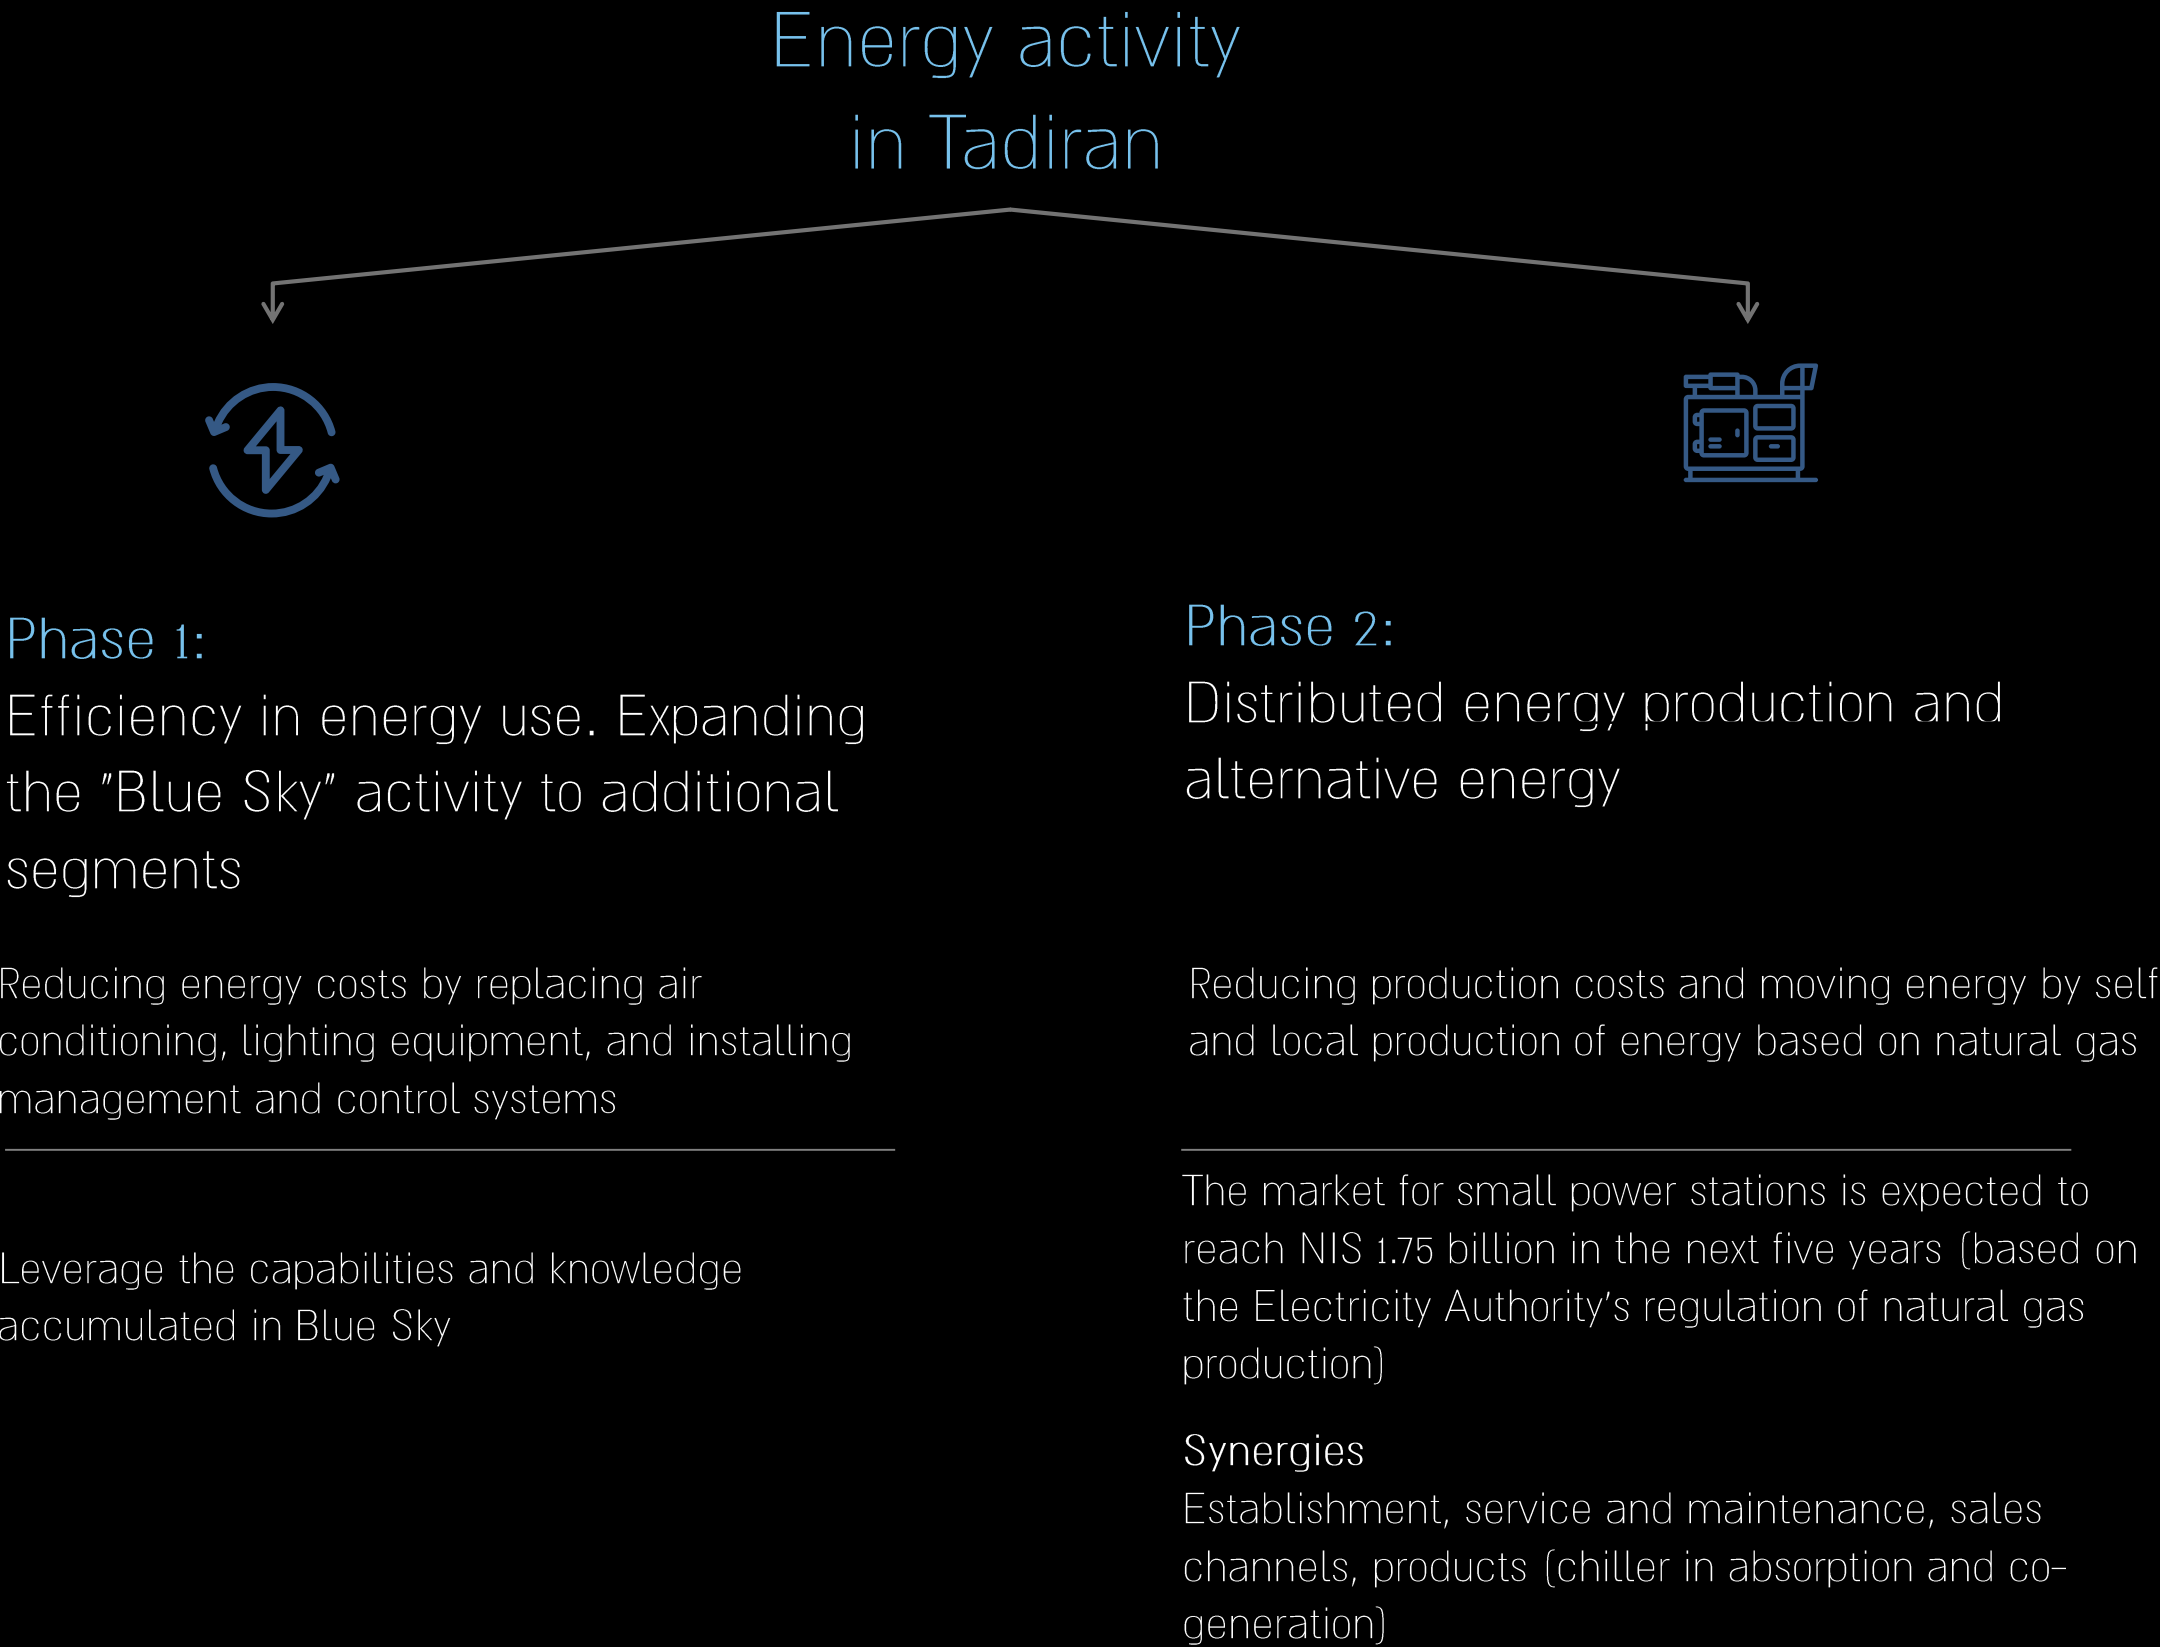 Energy activity
in Tadiran
Phase 1:
Efficiency in energy use. Expanding
the "Blue Sky" activity to additional
segments
Reducing energy costs by replacing air
conditioning, lighting equipment, and installing
management and control systems
Leverage the capabilities and knowledge
accumulated in Blue Sky
Phase 2:
Distributed energy production and
alternative energy
Reducing production costs and moving energy by self
and local production of energy based on natural gas
The market for small power stations is expected to
reach NIS 1.75 billion in the next five years (based on
the Electricity Authority's regulation of natural gas
production)
Synergies
Establishment, service and maintenance, sales
channels, products (chiller in absorption and co-
generation)